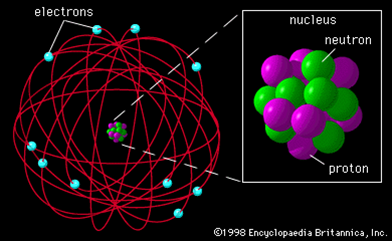 electrons
nucleus
neutron
proton
©1998 Encyclopaedia Britannica, Inc.